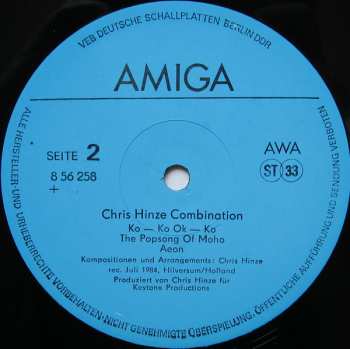 VEB DEUTSCHE SCHALLPLATTEN BERLIN DDR
AMIGA
SEITE 2
8 56 258
+
AWA
ST 33
Chris Hinze Combination
Ko — Ko Ok — Ko
The Popsong Of Moho
Aeon
Kompositionen und Arrangements: Chris Hinze
rec. Juli 1984, Hilversum/Holland
Produziert von Chris Hinze für
Keytone Productions
ALLE HERSTELLER- UND URHEBERRECHTE VORBEHALTEN-NICHT GENEHMIGTE ÜBERSPIELUNG, ÖFFENTLICHE AUFFÜHRUNG UND SENDUNG VERBOTEN